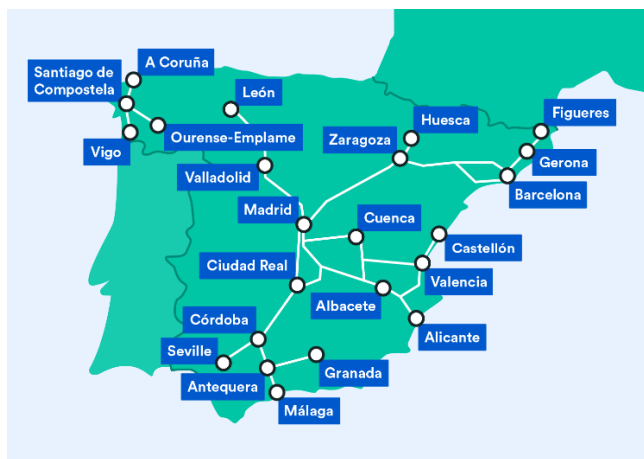 A Coruña
Santiago de
Compostela
León
Huesca
Figueres
Vigo
Ourense-Emplame
Zaragoza
Gerona
Valladolid
Barcelona
Madrid
Cuenca
Castellón
Ciudad Real
Valencia
Albacete
Córdoba
Alicante
Seville
Granada
Antequera
Málaga